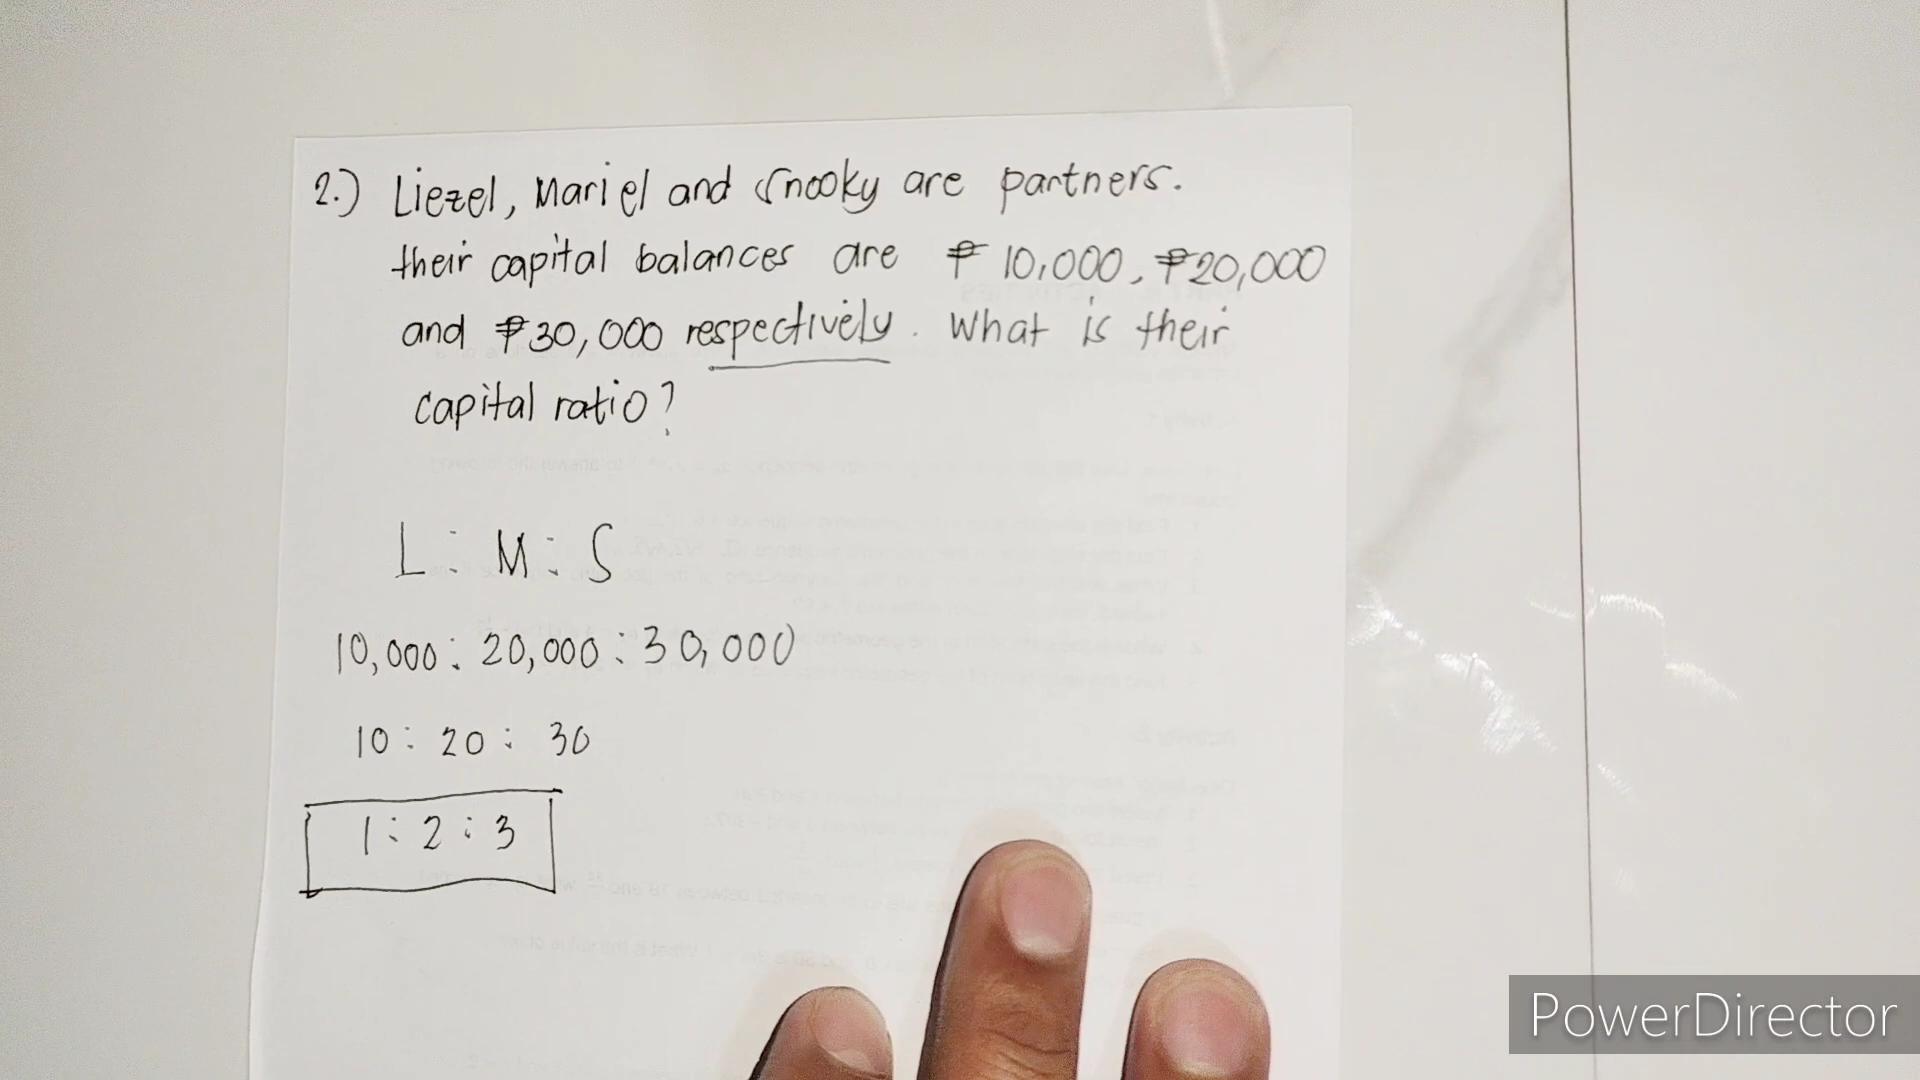 2.) Liezel, Mariel and Snooky are partners.
their capital balances are ₱ 10,000, ₱20,000
and ₱30,000 respectively. What is their
capital ratio?
L : M : S
10,000 : 20,000 : 30,000
10 : 20 : 30
1 : 2 : 3
PowerDirector